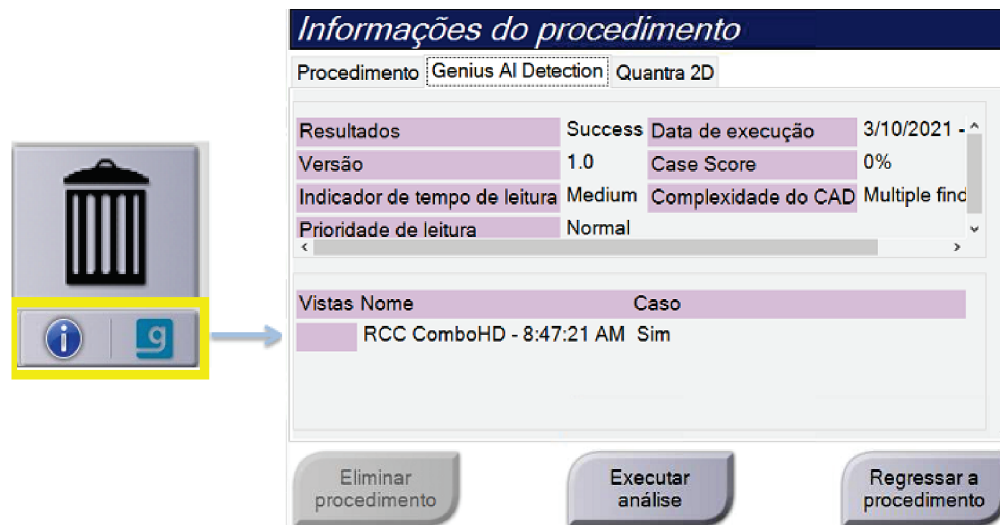 Informações do procedimento
Procedimento Genius AI Detection Quantra 2D
Resultados Success Data de execução 3/10/2021 -
Versão 1.0 Case Score 0%
Indicador de tempo de leitura Medium Complexidade do CAD Multiple find
Prioridade de leitura Normal
Vistas Nome Caso
RCC ComboHD - 8:47:21 AM Sim
i g
Eliminar procedimento
Executar análise
Regressar a procedimento